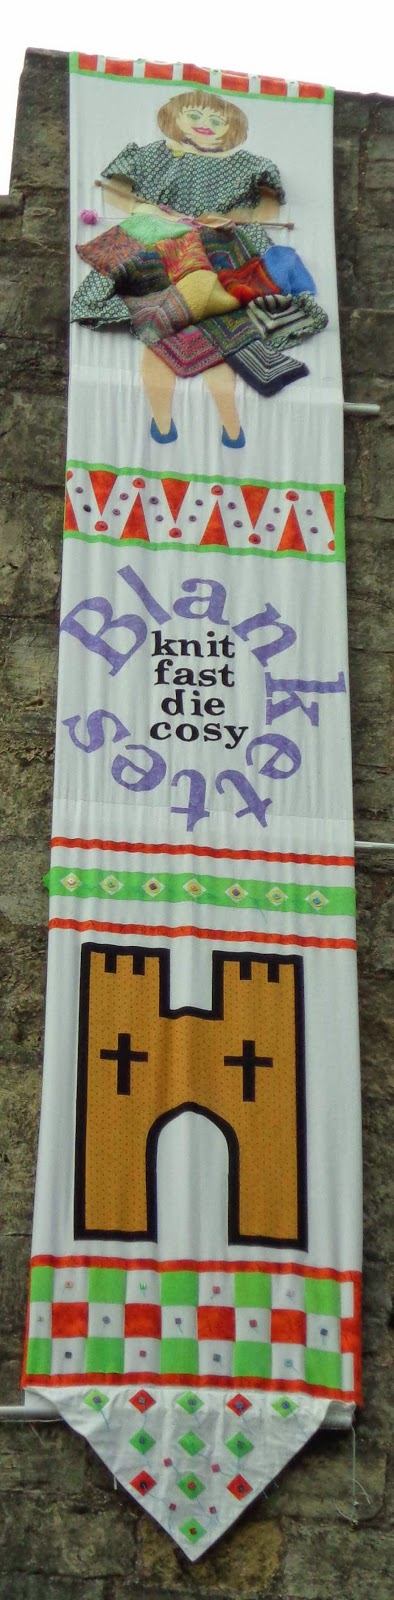 Blankettes
knit
fast
die
cosy